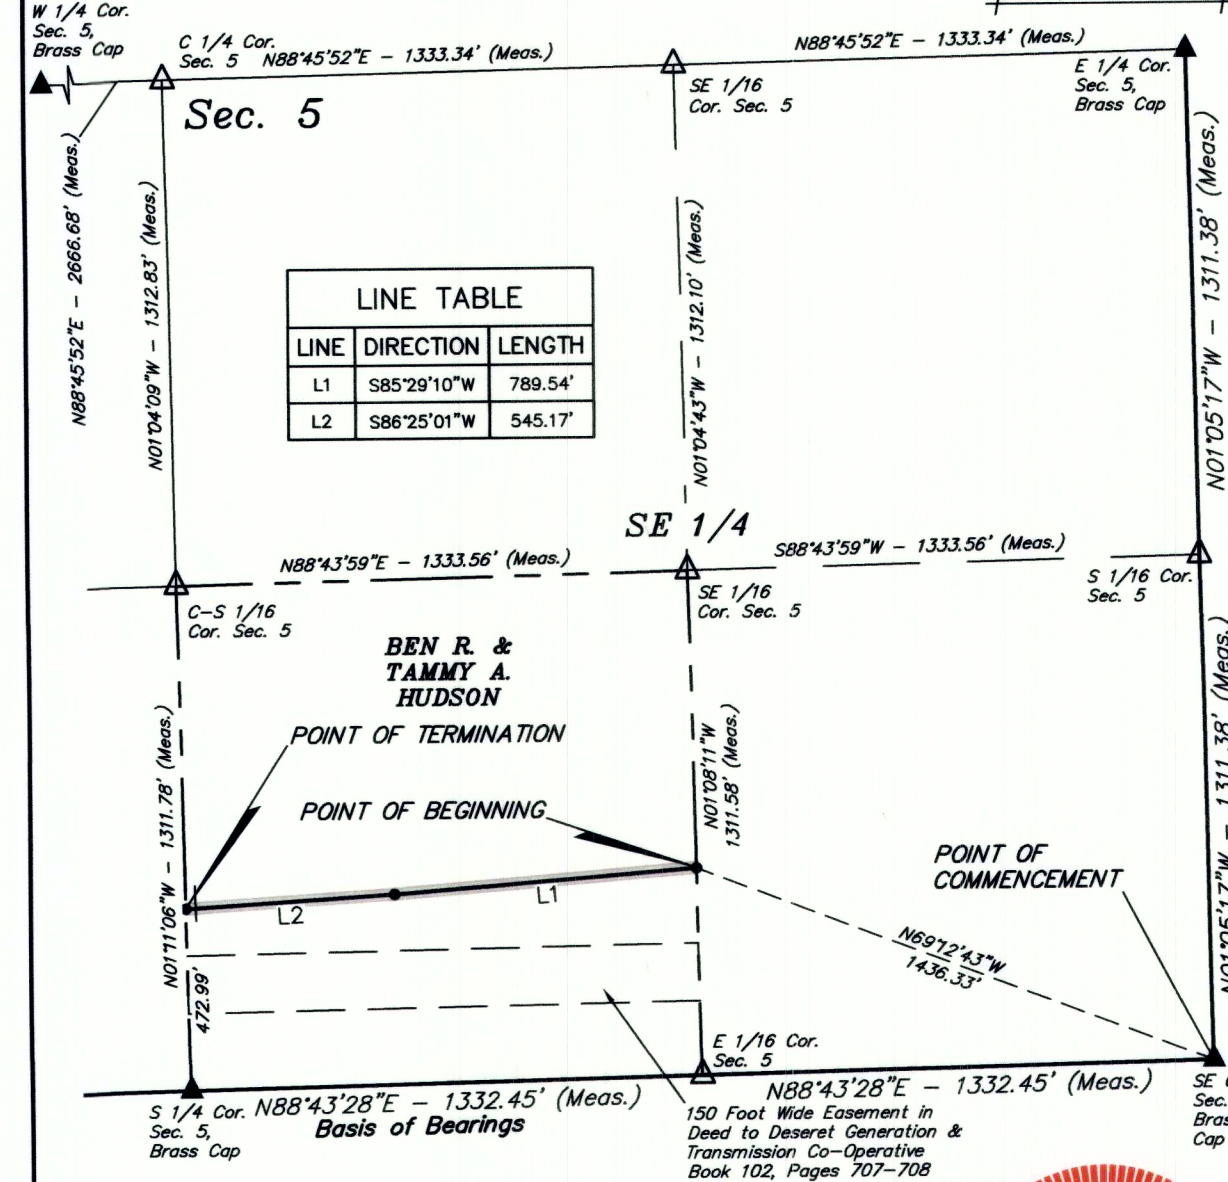 W 1/4 Cor.
Sec. 5,
Brass Cap
C 1/4 Cor.
Sec. 5
N88°45'52"E - 1333.34' (Meas.)
N88°45'52"E - 1333.34' (Meas.)
SE 1/16
Cor. Sec. 5
E 1/4 Cor.
Sec. 5,
Brass Cap
Sec. 5
N88°45'52"E - 2666.68' (Meas.)
N01°04'09"W - 1312.83' (Meas.)
N01°04'43"W - 1312.10' (Meas.)
N01°05'17"W - 1311.38' (Meas.)
LINE TABLE
LINE DIRECTION LENGTH
L1 S85°29'10"W 789.54'
L2 S86°25'01"W 545.17'
SE 1/4
N88°43'59"E - 1333.56' (Meas.)
S88°43'59"W - 1333.56' (Meas.)
C-S 1/16
Cor. Sec. 5
SE 1/16
Cor. Sec. 5
S 1/16 Cor.
Sec. 5
BEN R. &
TAMMY A.
HUDSON
POINT OF TERMINATION
POINT OF BEGINNING
N01°11'06"W - 1311.78' (Meas.)
N01°08'11"W
1311.58' (Meas.)
N01°05'17"W - 1311.38' (Meas.)
POINT OF
COMMENCEMENT
L1
L2
N69°12'43"W
1436.33'
472.99'
E 1/16 Cor.
Sec. 5
S 1/4 Cor.
Sec. 5,
Brass Cap
N88°43'28"E - 1332.45' (Meas.)
Basis of Bearings
N88°43'28"E - 1332.45' (Meas.)
150 Foot Wide Easement in
Deed to Deseret Generation &
Transmission Co-Operative
Book 102, Pages 707-708
SE
Sec.
Cap